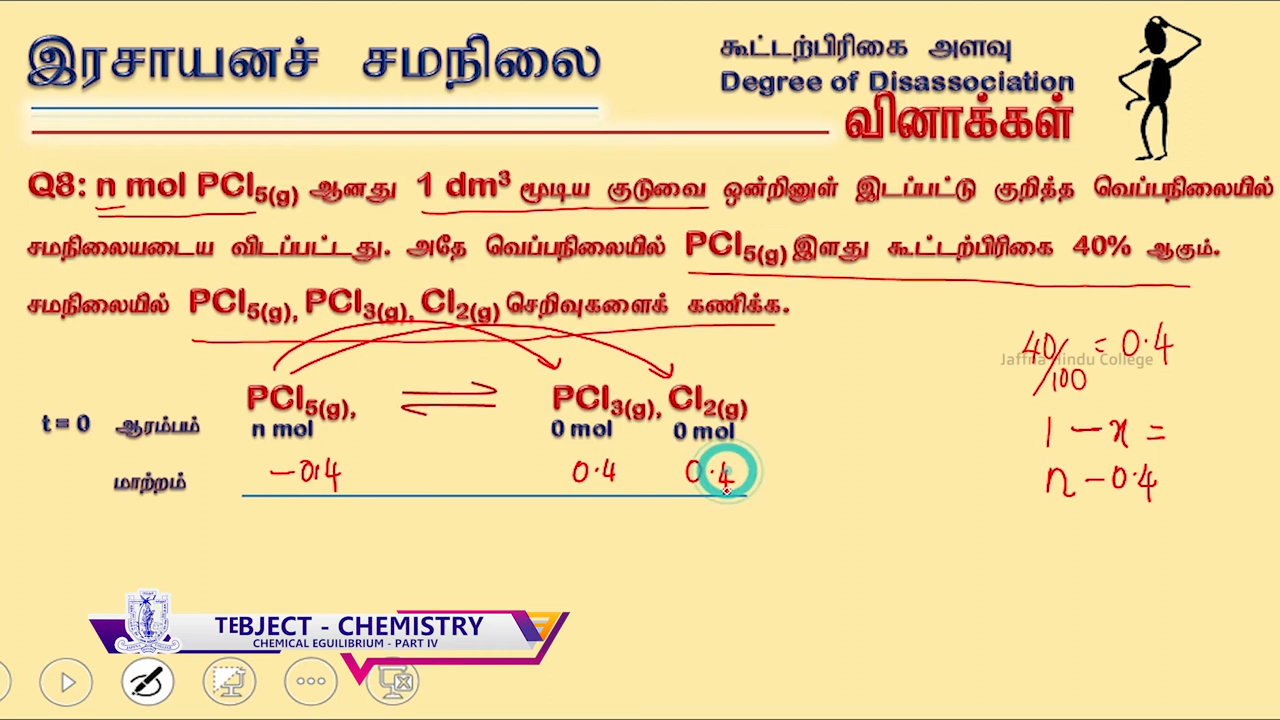 இரசாயனச் சமநிலை
கூட்டற்பிரிகை அளவு
Degree of Disassociation
வினாக்கள்
Q8: n mol PCl5(g) ஆனது 1 dm³ மூடிய குடுவை ஒன்றினுள் இடப்பட்டு குறித்த வெப்பநிலையில்
சமநிலையடைய விடப்பட்டது. அதே வெப்பநிலையில் PCl5(g) இளது கூட்டற்பிரிகை 40% ஆகும்.
சமநிலையில் PCl5(g), PCl3(g), Cl2(g) செறிவுகளைக் கணிக்க.
40/100 = 0.4
Jaffna Hindu College
PCl5(g), ⇌ PCl3(g), Cl2(g)
t = 0 ஆரம்பம் n mol 0 mol 0 mol
1 - x =
மாற்றம் -0.4 0.4 0.4
n - 0.4
TEBJECT - CHEMISTRY
CHEMICAL EGUILIBRIUM - PART IV